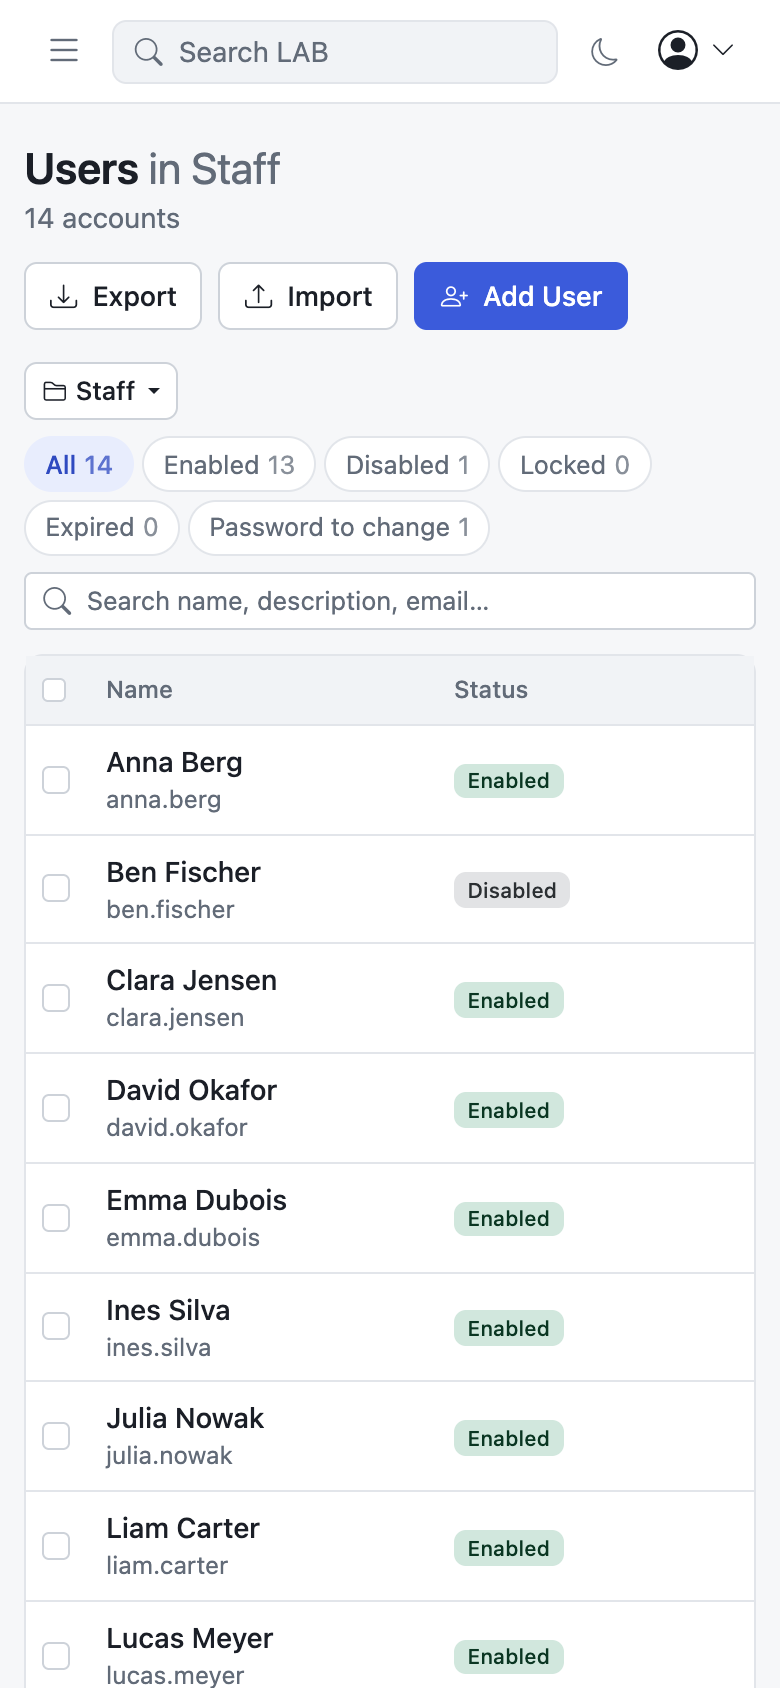 Search LAB
Users in Staff
14 accounts
Export
Import
Add User
Staff
All 14
Enabled 13
Disabled 1
Locked 0
Expired 0
Password to change 1
Search name, description, email...
Name Status
Anna Berg
anna.berg
Enabled
Ben Fischer
ben.fischer
Disabled
Clara Jensen
clara.jensen
Enabled
David Okafor
david.okafor
Enabled
Emma Dubois
emma.dubois
Enabled
Ines Silva
ines.silva
Enabled
Julia Nowak
julia.nowak
Enabled
Liam Carter
liam.carter
Enabled
Lucas Meyer
lucas.meyer
Enabled